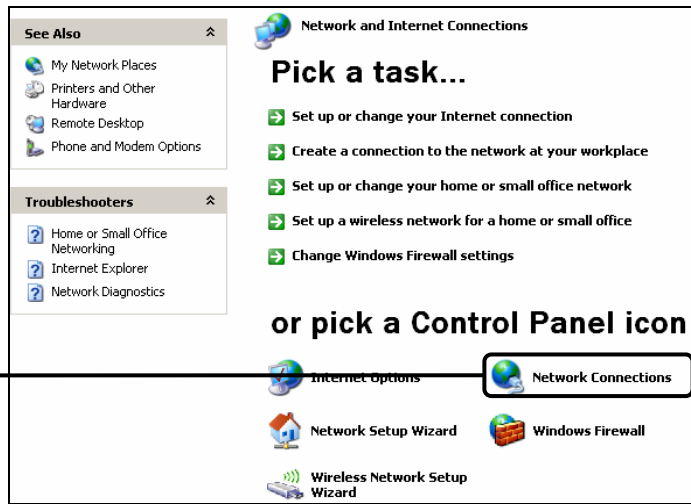 See Also
My Network Places
Printers and Other
Hardware
Remote Desktop
Phone and Modem Options
Troubleshooters
Home or Small Office
Networking
Internet Explorer
Network Diagnostics
Network and Internet Connections
Pick a task...
Set up or change your Internet connection
Create a connection to the network at your workplace
Set up or change your home or small office network
Set up a wireless network for a home or small office
Change Windows Firewall settings
or pick a Control Panel icon
Internet Options
Network Connections
Network Setup Wizard
Windows Firewall
Wireless Network Setup
Wizard